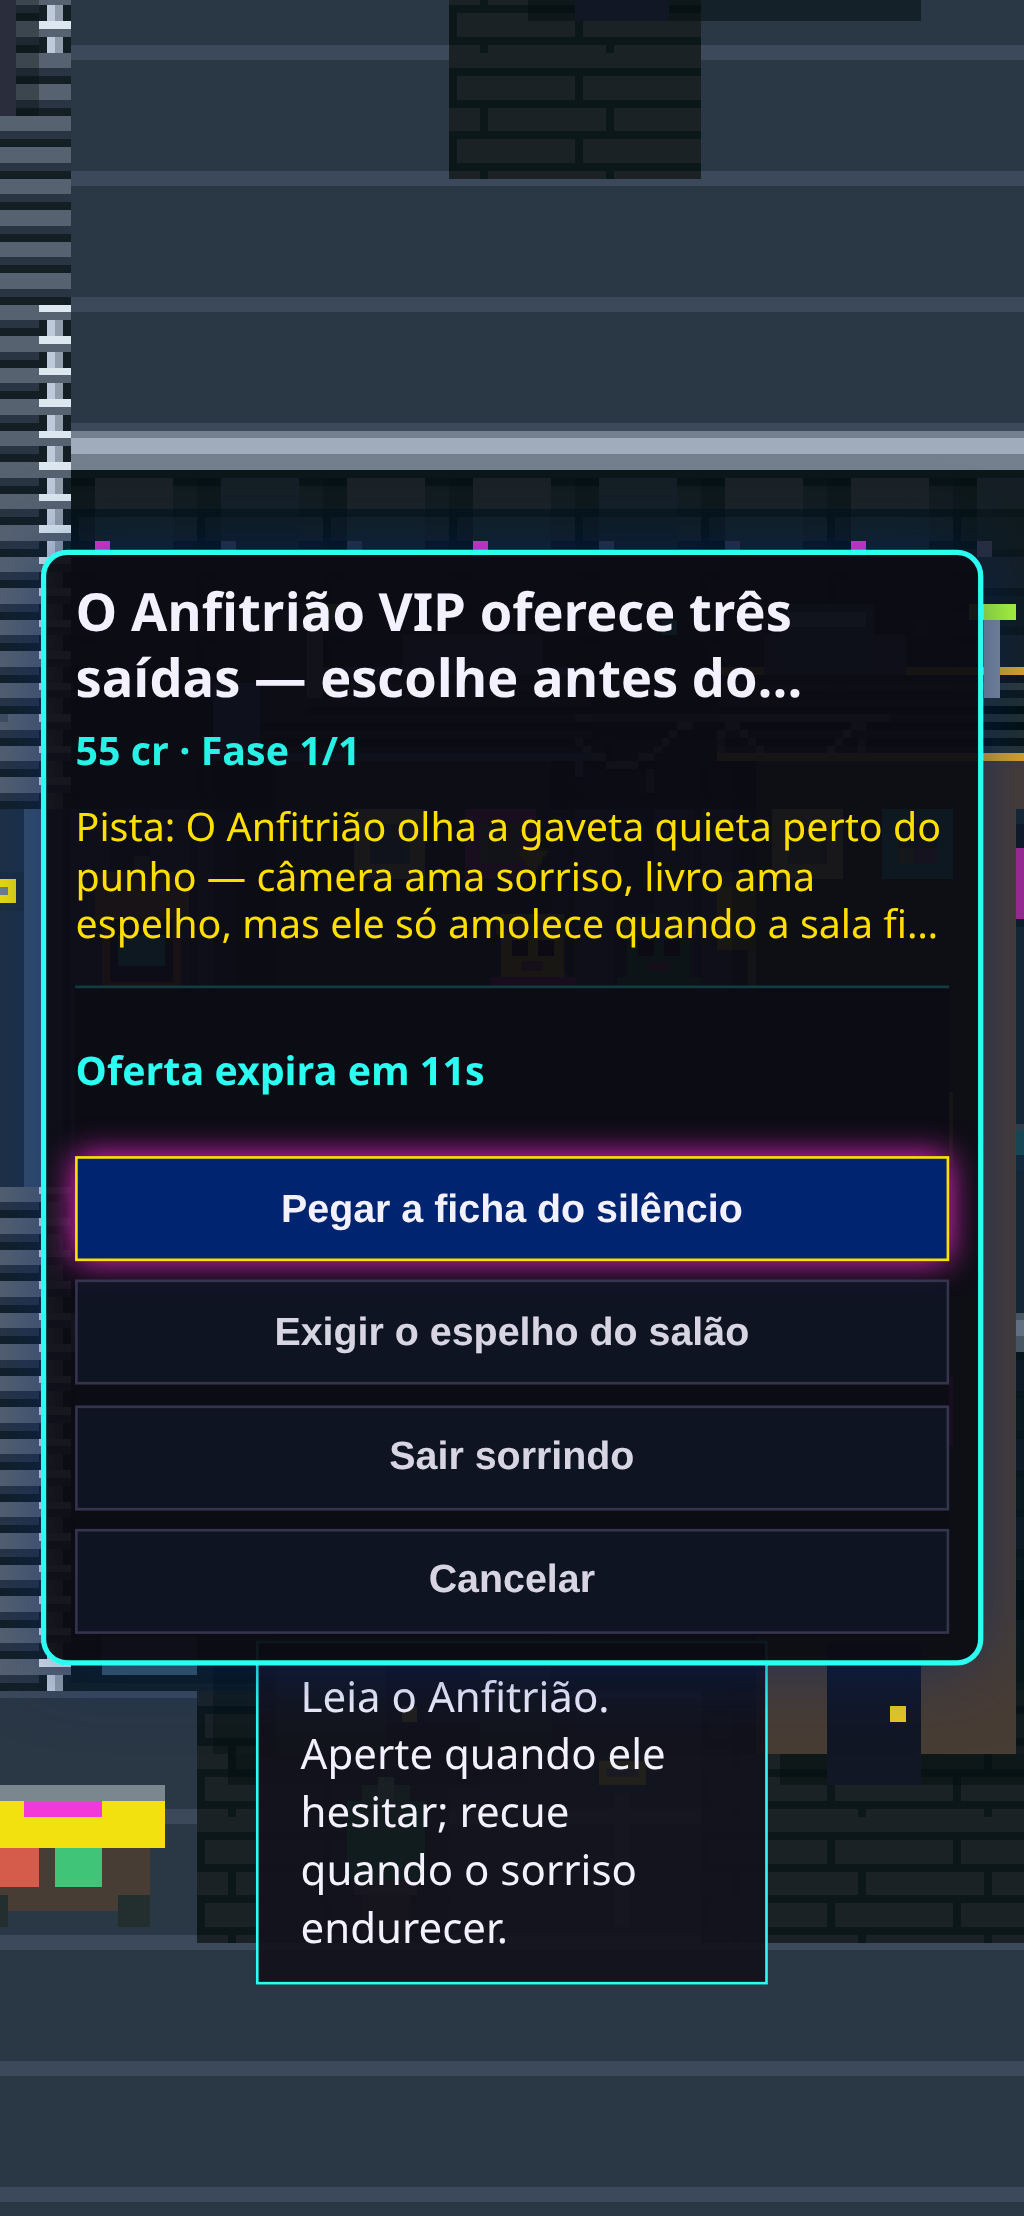 O Anfitrião VIP oferece três
saídas — escolhe antes do...
55 cr · Fase 1/1
Pista: O Anfitrião olha a gaveta quieta perto do
punho — câmera ama sorriso, livro ama
espelho, mas ele só amolece quando a sala fi...
Oferta expira em 11s
Pegar a ficha do silêncio
Exigir o espelho do salão
Sair sorrindo
Cancelar
Leia o Anfitrião.
Aperte quando ele
hesitar; recue
quando o sorriso
endurecer.